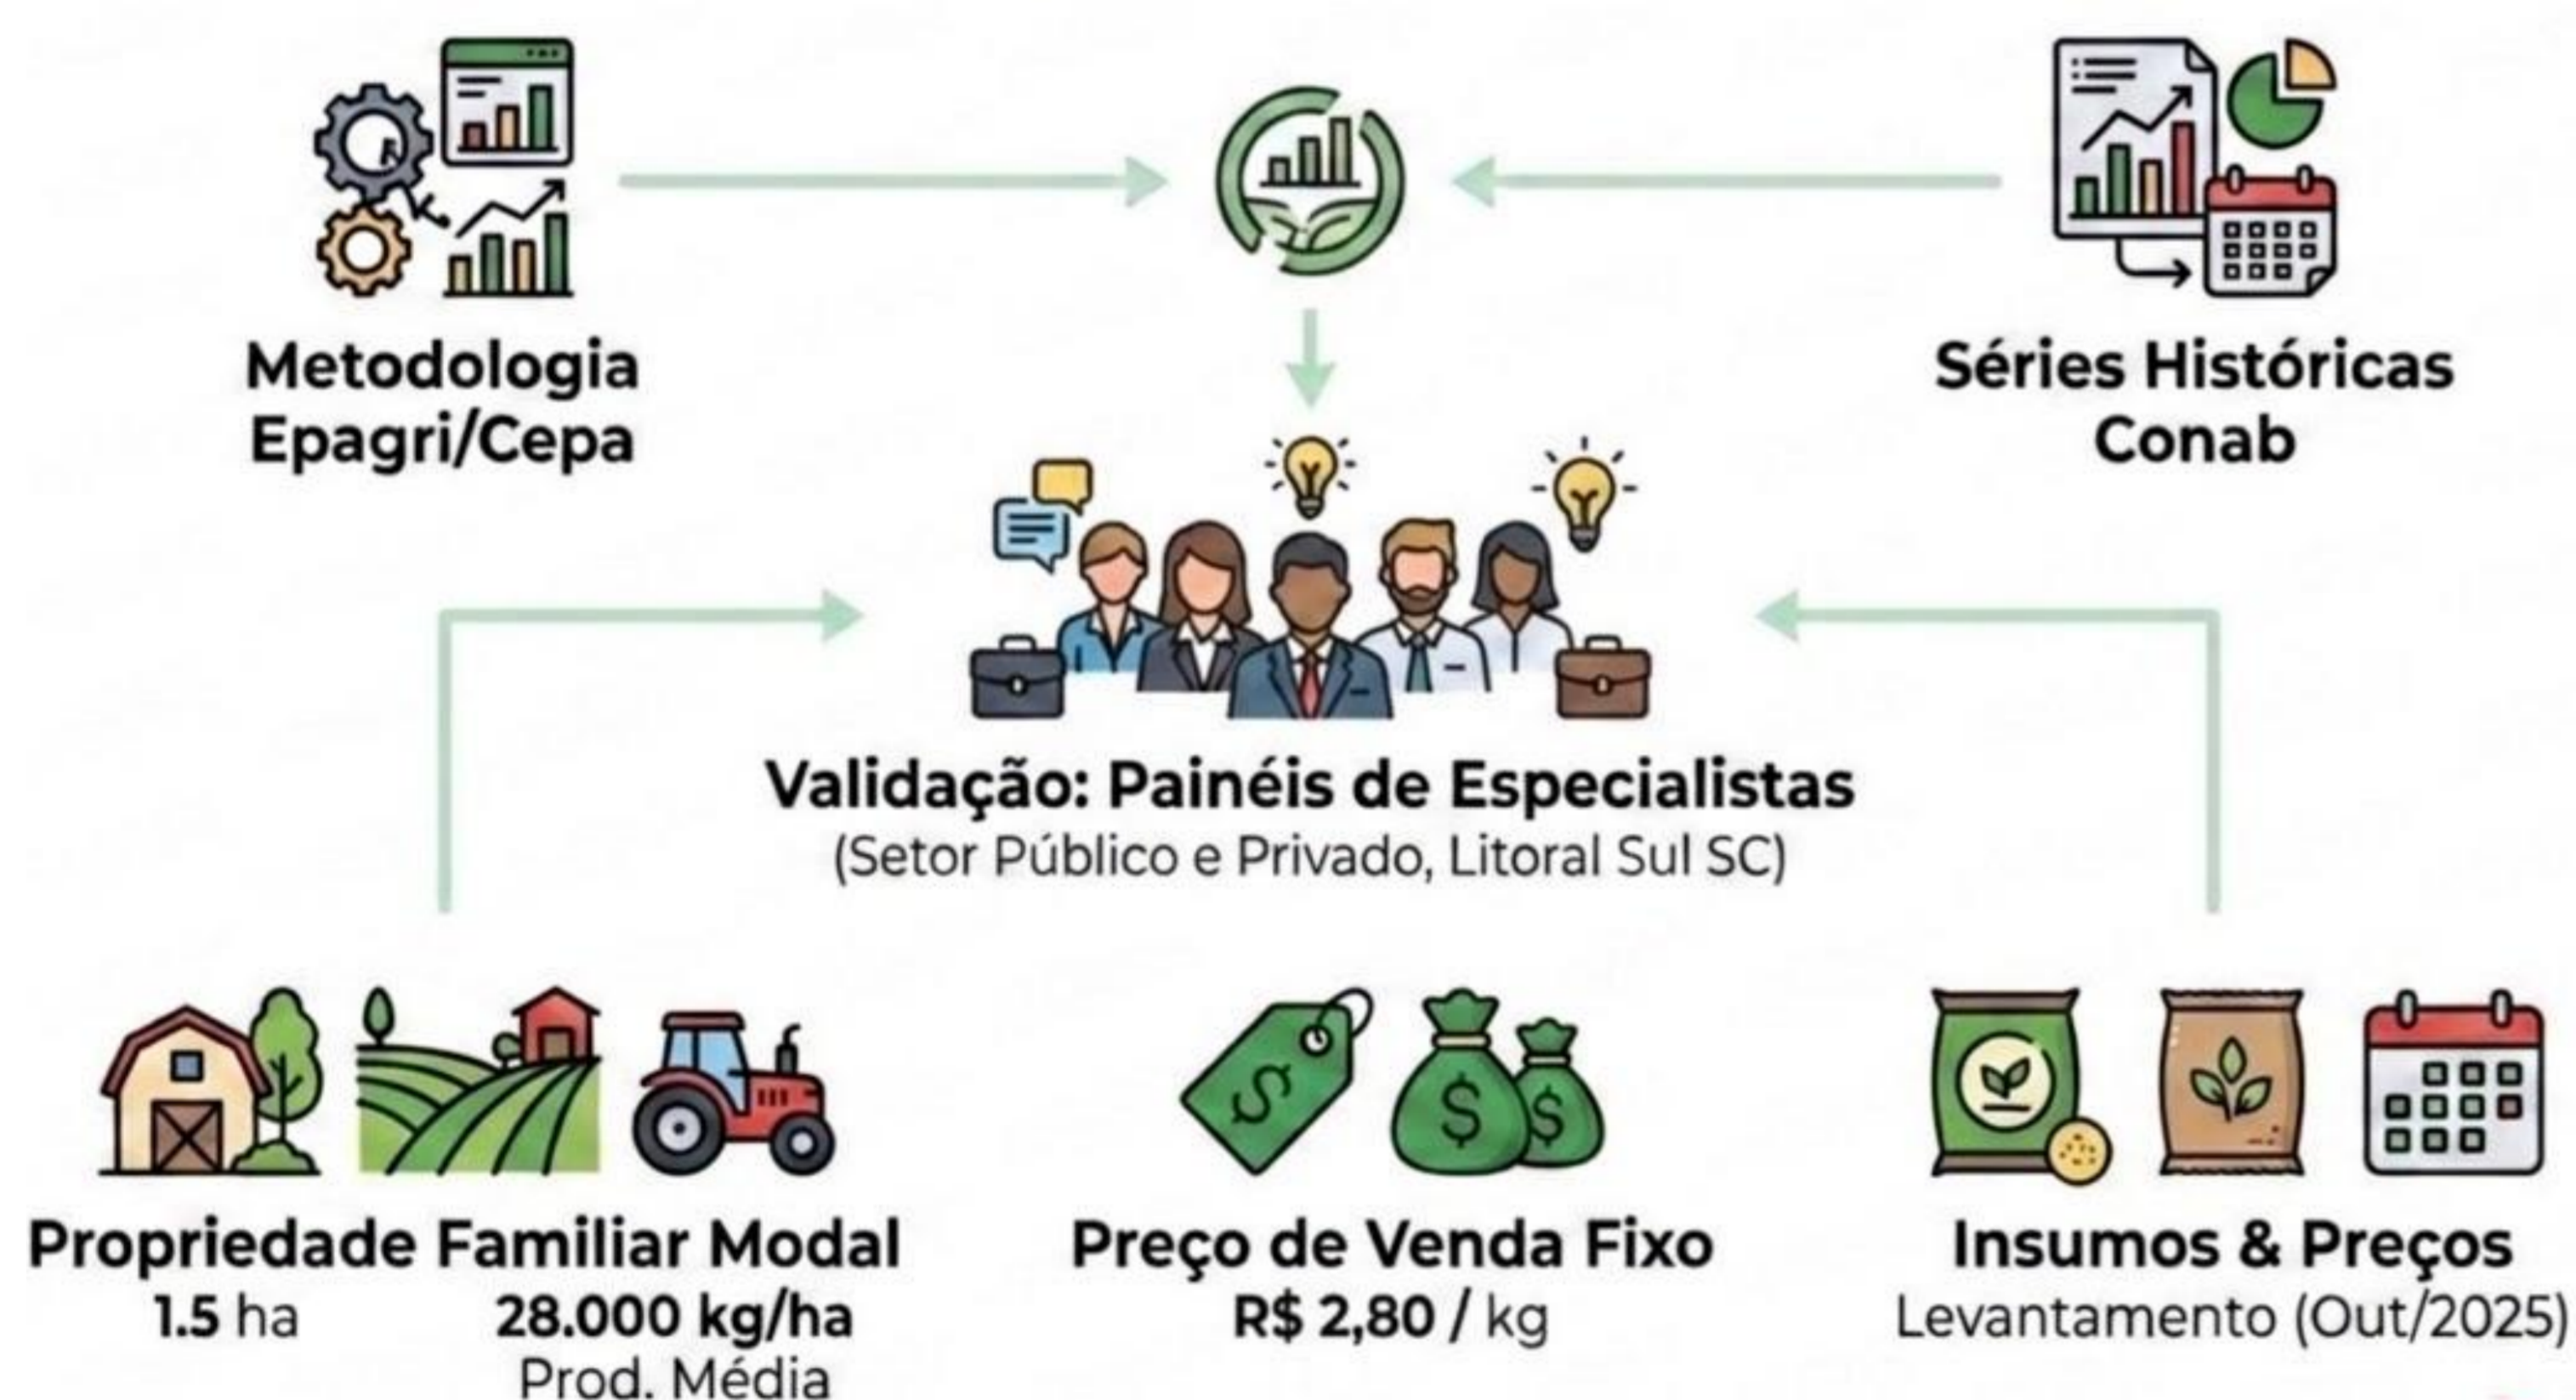 Metodologia
Epagri/Cepa
Séries Históricas
Conab
Validação: Painéis de Especialistas
(Setor Público e Privado, Litoral Sul SC)
Propriedade Familiar Modal
1.5 ha
28.000 kg/ha
Prod. Média
Preço de Venda Fixo
R$ 2,80 / kg
Insumos & Preços
Levantamento (Out/2025)